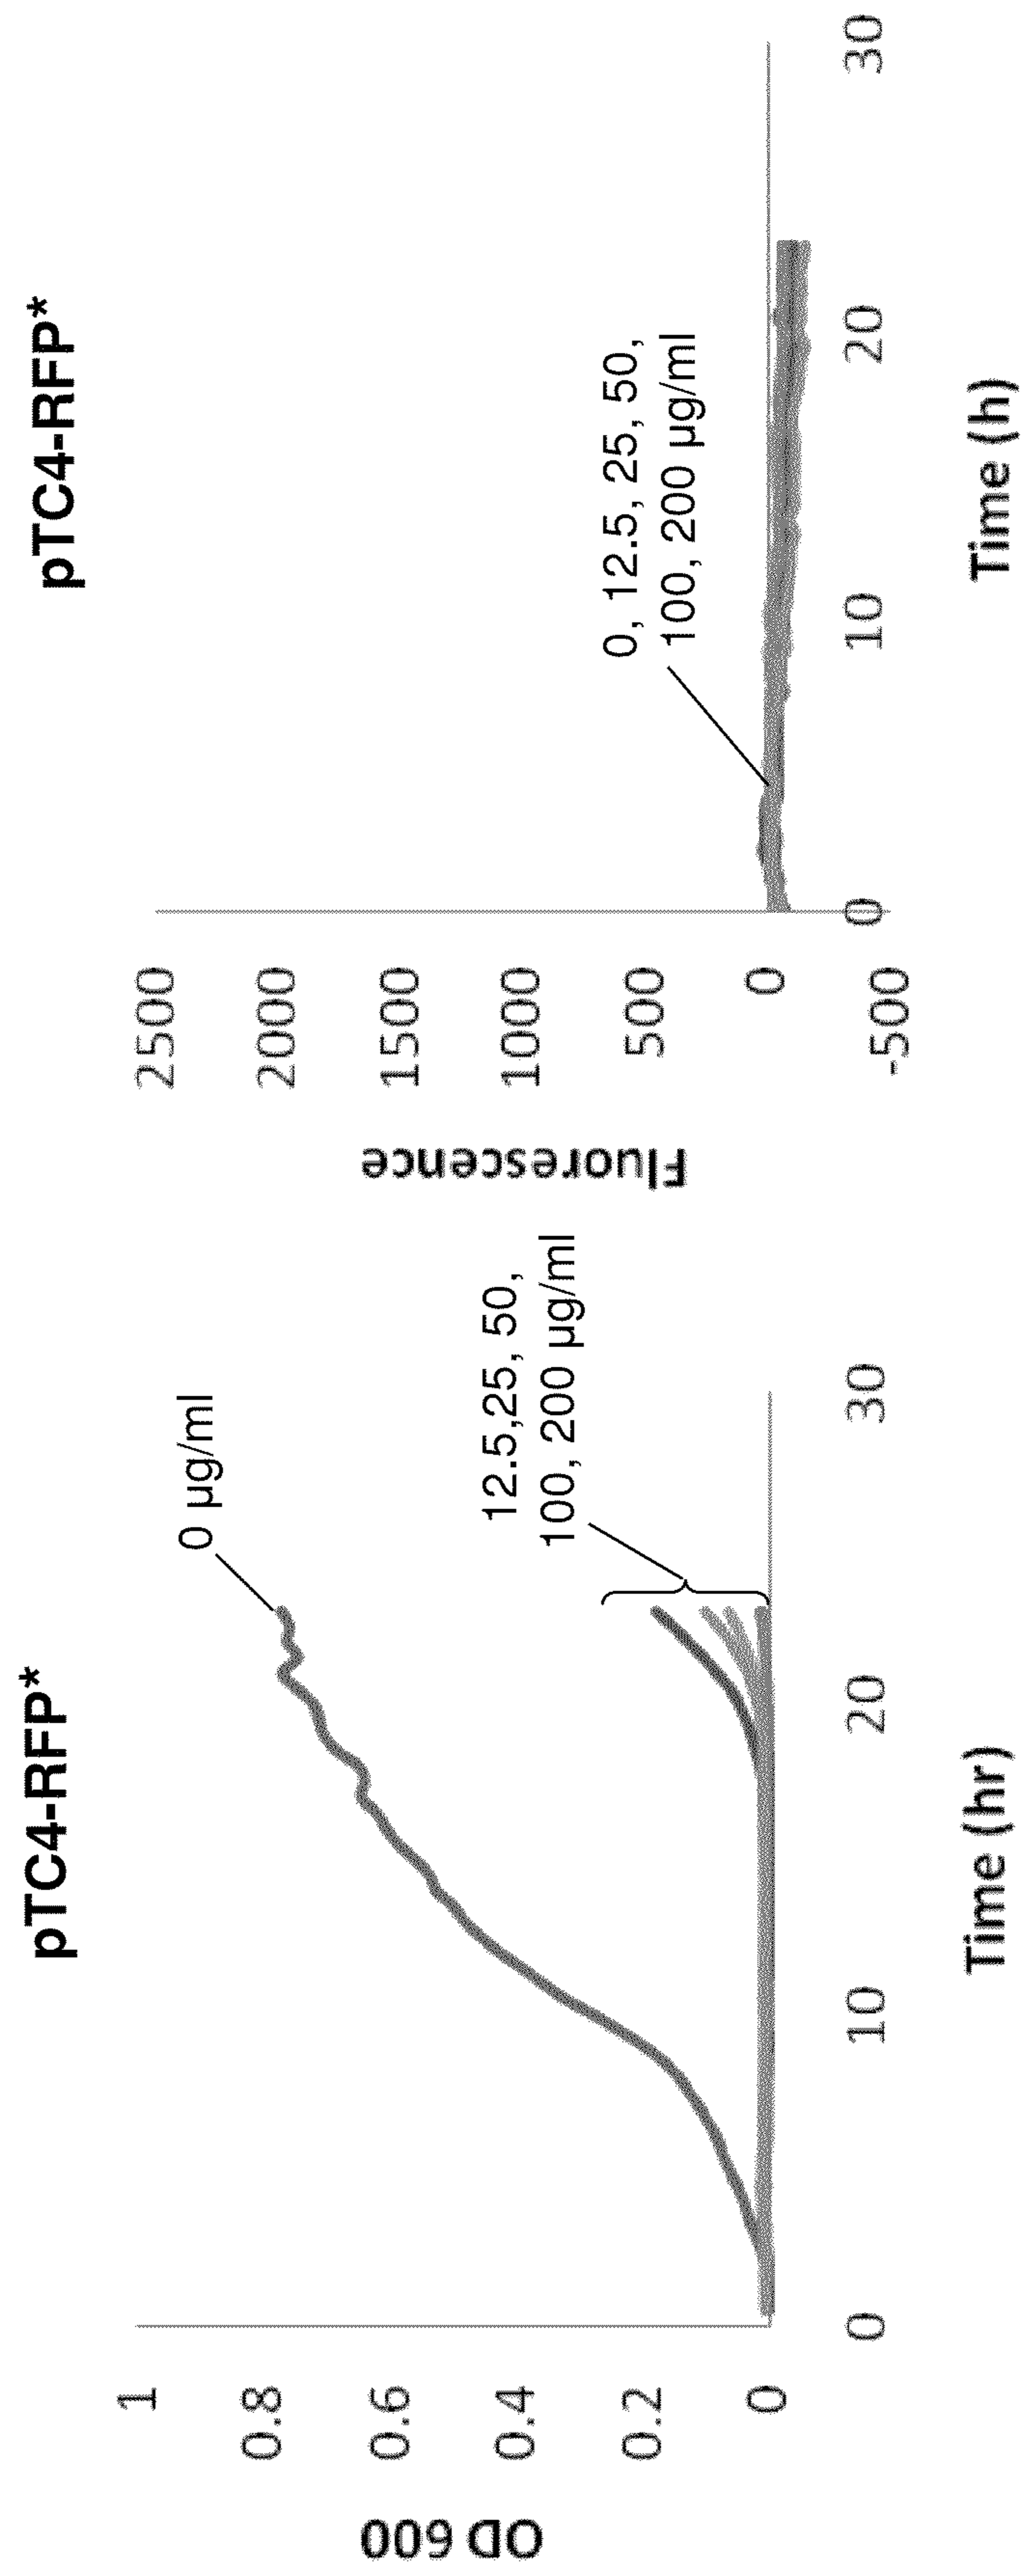 pTC4-RFP*
OD 600
1
0.8
0.6
0.4
0.2
0
0
10
20
30
Time (hr)
0 µg/ml
12.5,25, 50,
100, 200 µg/ml
pTC4-RFP*
Fluorescence
2500
2000
1500
1000
500
0
-500
0
10
20
30
Time (h)
0, 12.5, 25, 50,
100, 200 µg/ml